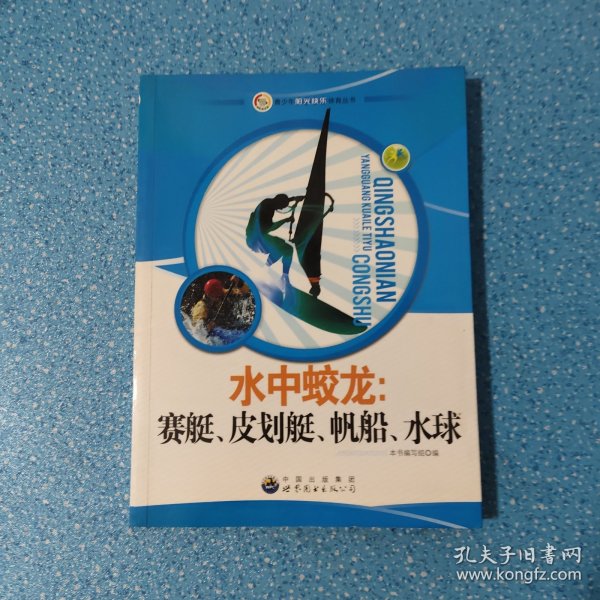 青少年阳光快乐体育丛书
QINGSHAONIAN
YANGGUANG KUAILE TIYU
CONGSHU
水中蛟龙：
赛艇、皮划艇、帆船、水球
本书编写组◎编
中国出版集团
世界图书出版公司
孔夫子旧书网
www.kongfz.com